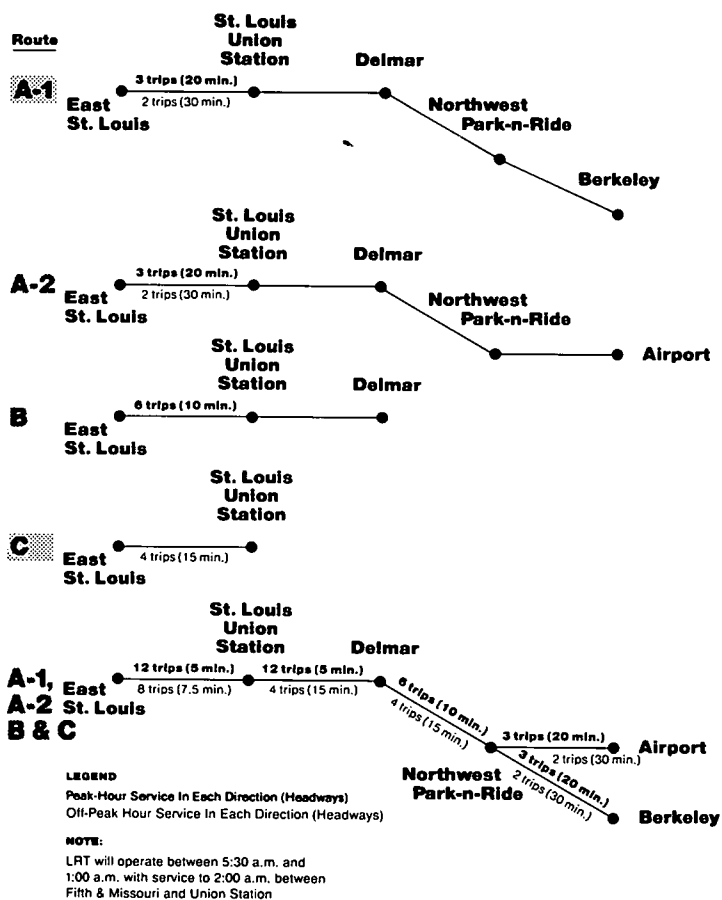 Route
St. Louis
Union
Station
Delmar
A-1
3 trips (20 min.)
2 trips (30 min.)
East
St. Louis
Northwest
Park-n-Ride
Berkeley
St. Louis
Union
Station
Delmar
A-2
3 trips (20 min.)
2 trips (30 min.)
East
St. Louis
Northwest
Park-n-Ride
Airport
St. Louis
Union
Station
Delmar
B
6 trips (10 min.)
East
St. Louis
St. Louis
Union
Station
C
East
St. Louis
4 trips (15 min.)
St. Louis
Union
Station
Delmar
A-1,
A-2
B & C
East
St. Louis
12 trips (5 min.)
8 trips (7.5 min.)
12 trips (5 min.)
4 trips (15 min.)
6 trips (10 min.)
4 trips (15 min.)
3 trips (20 min.)
2 trips (30 min.)
Airport
3 trips (20 min.)
2 trips (30 min.)
Northwest
Park-n-Ride
Berkeley
LEGEND
Peak-Hour Service In Each Direction (Headways)
Off-Peak Hour Service In Each Direction (Headways)
NOTE:
LRT will operate between 5:30 a.m. and
1:00 a.m. with service to 2:00 a.m. between
Fifth & Missouri and Union Station